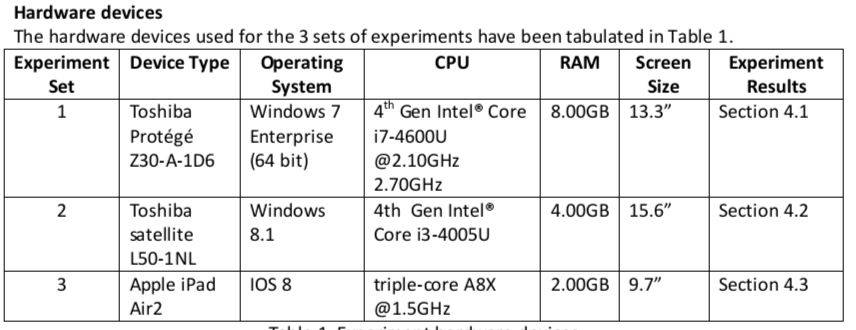 Hardware devices
The hardware devices used for the 3 sets of experiments have been tabulated in Table 1.
Experiment Set | Device Type | Operating System | CPU | RAM | Screen Size | Experiment Results
1 | Toshiba Protégé Z30-A-1D6 | Windows 7 Enterprise (64 bit) | 4th Gen Intel® Core i7-4600U @2.10GHz 2.70GHz | 8.00GB | 13.3” | Section 4.1
2 | Toshiba satellite L50-1NL | Windows 8.1 | 4th Gen Intel® Core i3-4005U | 4.00GB | 15.6” | Section 4.2
3 | Apple iPad Air2 | IOS 8 | triple-core A8X @1.5GHz | 2.00GB | 9.7” | Section 4.3
Table 1 Experiment hardware devices